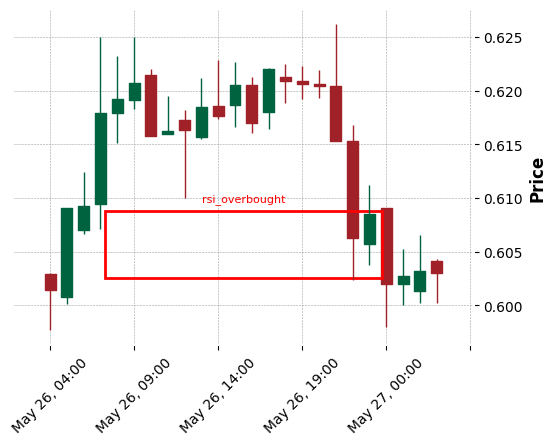 0.625
0.620
0.615
0.610
0.605
0.600
Price
rsi_overbought
May 26, 04:00
May 26, 09:00
May 26, 14:00
May 26, 19:00
May 27, 00:00